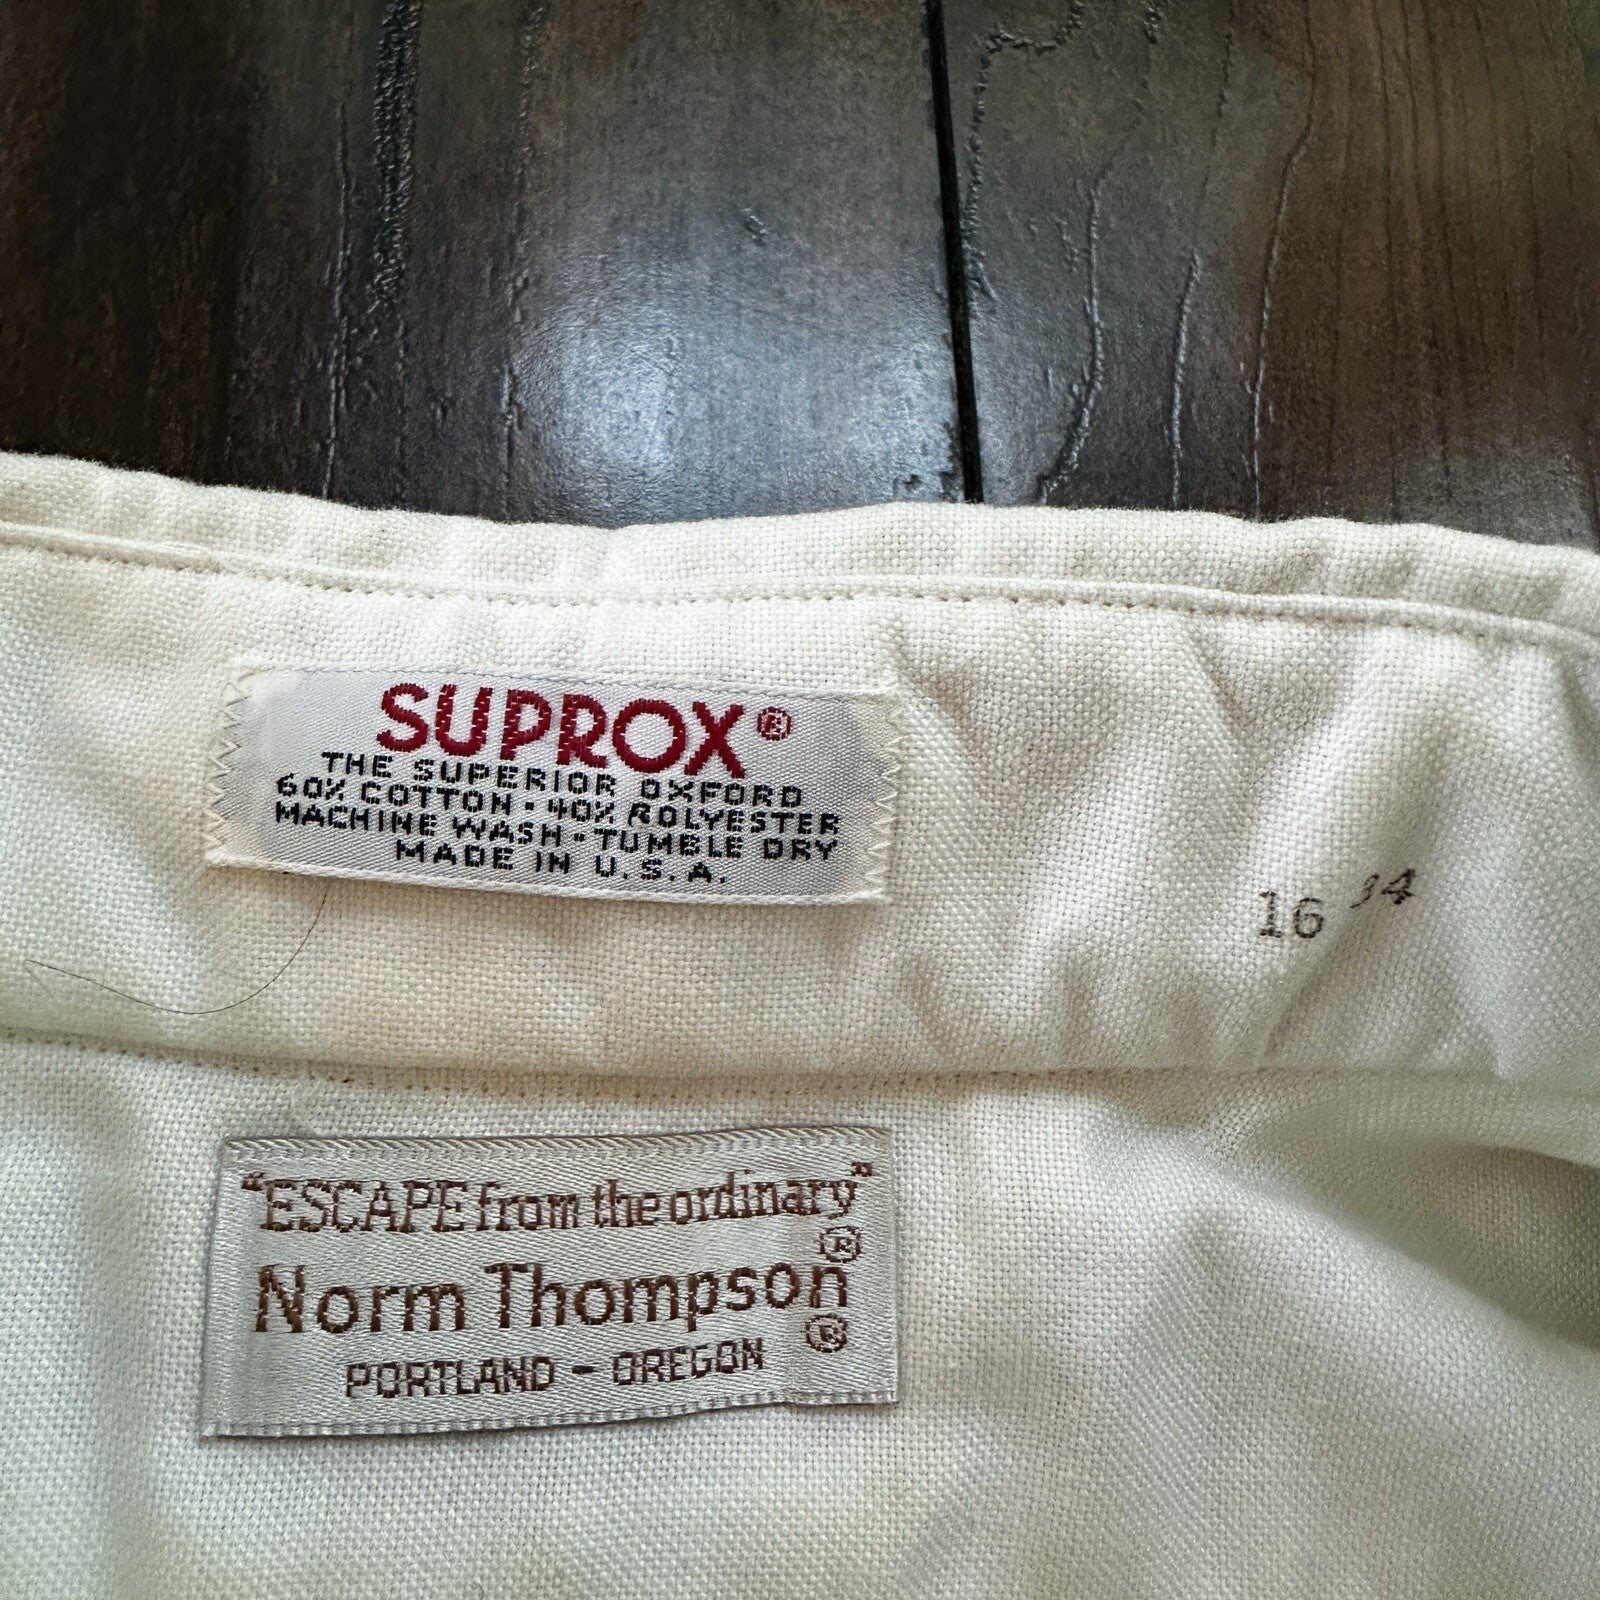 SUPROX®
THE SUPERIOR OXFORD
60% COTTON · 40% ROLYESTER
MACHINE WASH · TUMBLE DRY
MADE IN U.S.A.
16 34
"ESCAPE from the ordinary"
®
Norm Thompson
®
PORTLAND - OREGON